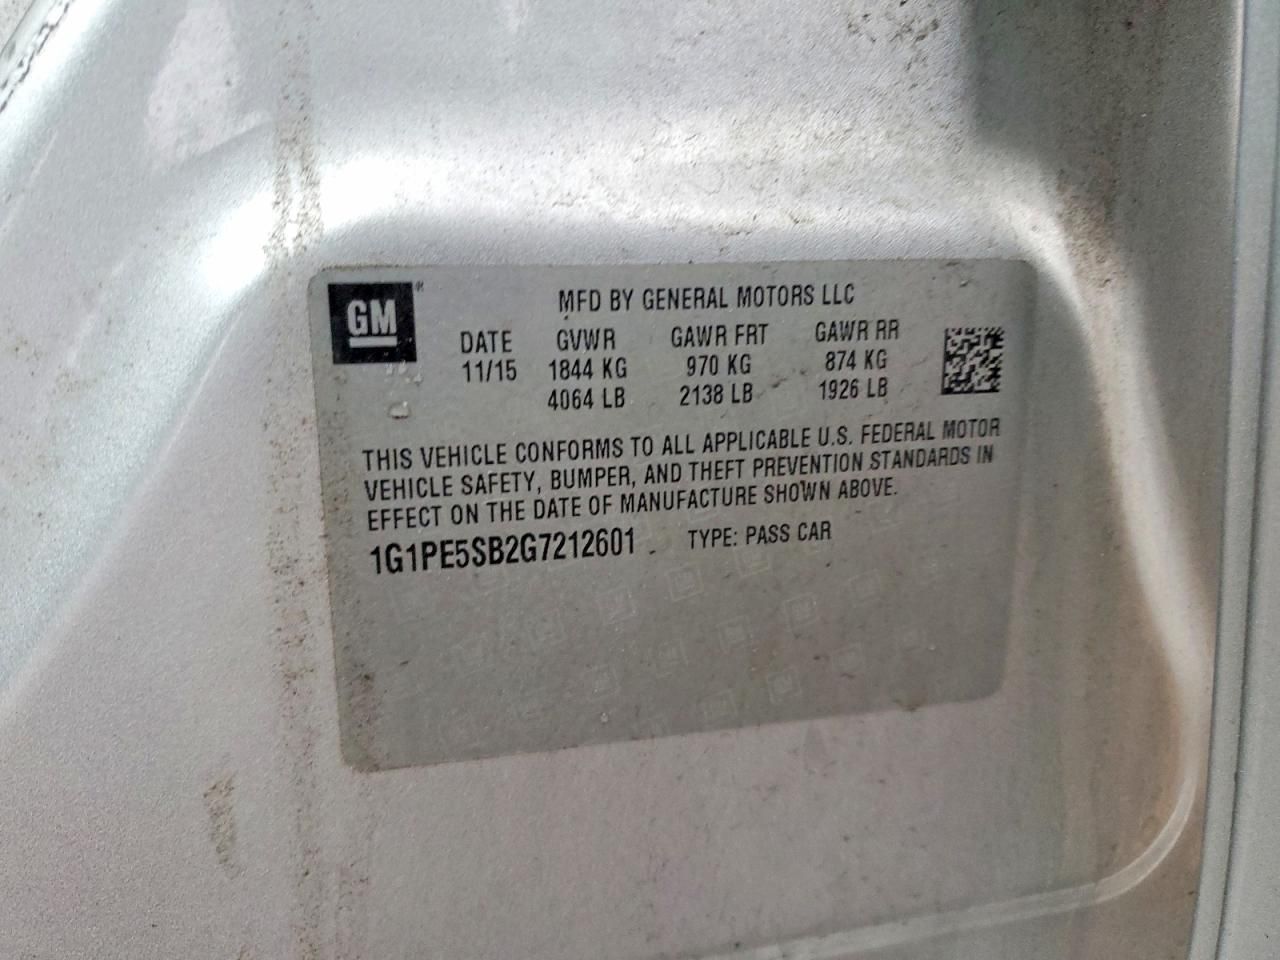 GM®
MFD BY GENERAL MOTORS LLC
DATE GVWR GAWR FRT GAWR RR
11/15 1844 KG 970 KG 874 KG
4064 LB 2138 LB 1926 LB
THIS VEHICLE CONFORMS TO ALL APPLICABLE U.S. FEDERAL MOTOR
VEHICLE SAFETY, BUMPER, AND THEFT PREVENTION STANDARDS IN
EFFECT ON THE DATE OF MANUFACTURE SHOWN ABOVE.
1G1PE5SB2G7212601 TYPE: PASS CAR